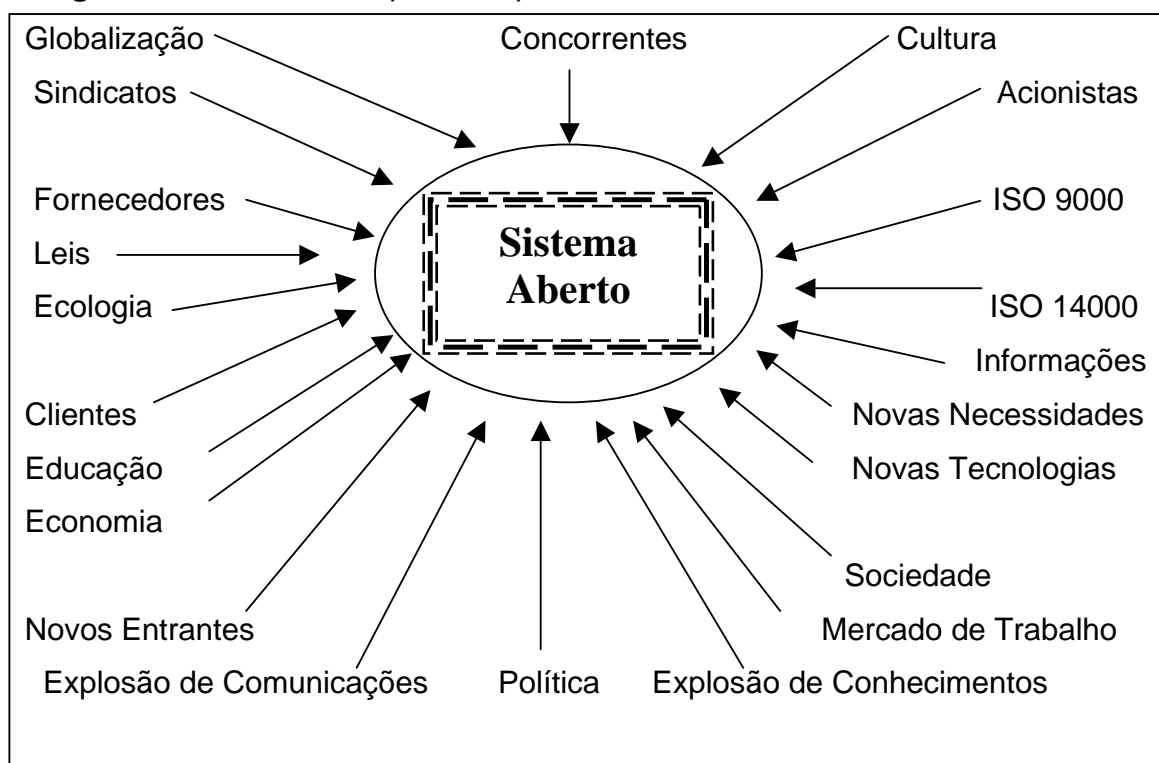 Globalização Concorrentes Cultura
Sindicatos Acionistas
Fornecedores ISO 9000
Sistema
Leis
Aberto
Ecologia ISO 14000
Informações
Clientes Novas Necessidades
Educação Novas Tecnologias
Economia
Sociedade
Novos Entrantes Mercado de Trabalho
Explosão de Comunicações Política Explosão de Conhecimentos